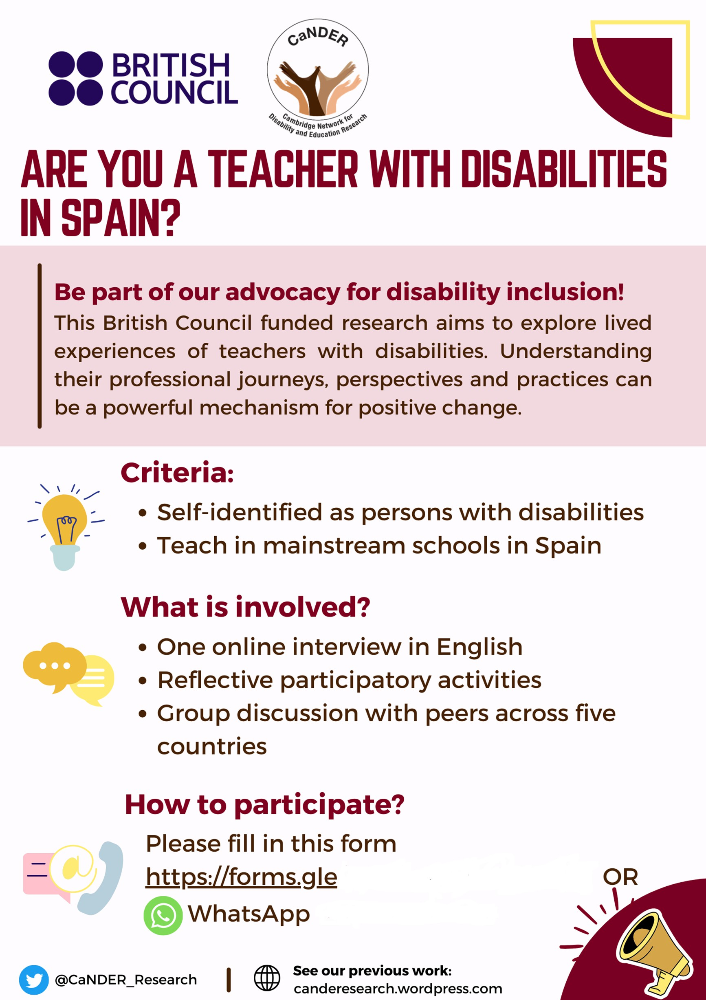 BRITISH
COUNCIL
CaNDER
Cambridge Network for
Disability and Education Research
ARE YOU A TEACHER WITH DISABILITIES
IN SPAIN?
Be part of our advocacy for disability inclusion!
This British Council funded research aims to explore lived
experiences of teachers with disabilities. Understanding
their professional journeys, perspectives and practices can
be a powerful mechanism for positive change.
Criteria:
• Self-identified as persons with disabilities
• Teach in mainstream schools in Spain
What is involved?
• One online interview in English
• Reflective participatory activities
• Group discussion with peers across five
countries
How to participate?
Please fill in this form
https://forms.gle OR
WhatsApp
@CaNDER_Research
See our previous work:
canderesearch.wordpress.com